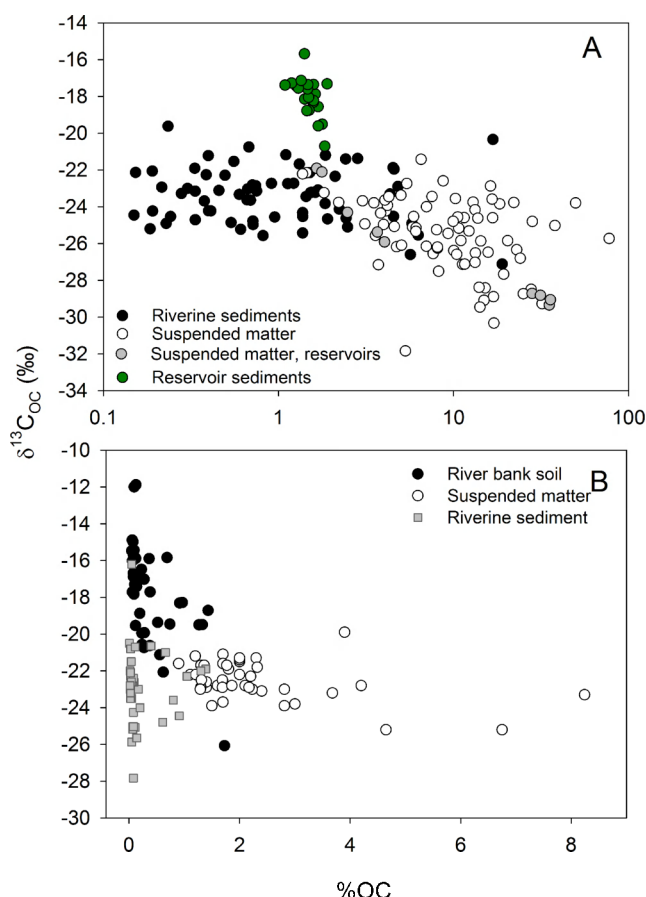 -14
-16
-18
-20
-22
-24
-26
-28
-30
-32
-34
A
Riverine sediments
Suspended matter
Suspended matter, reservoirs
Reservoir sediments
0.1 1 10 100
δ13COC (‰)
-10
-12
-14
-16
-18
-20
-22
-24
-26
-28
-30
B
River bank soil
Suspended matter
Riverine sediment
0 2 4 6 8
%OC